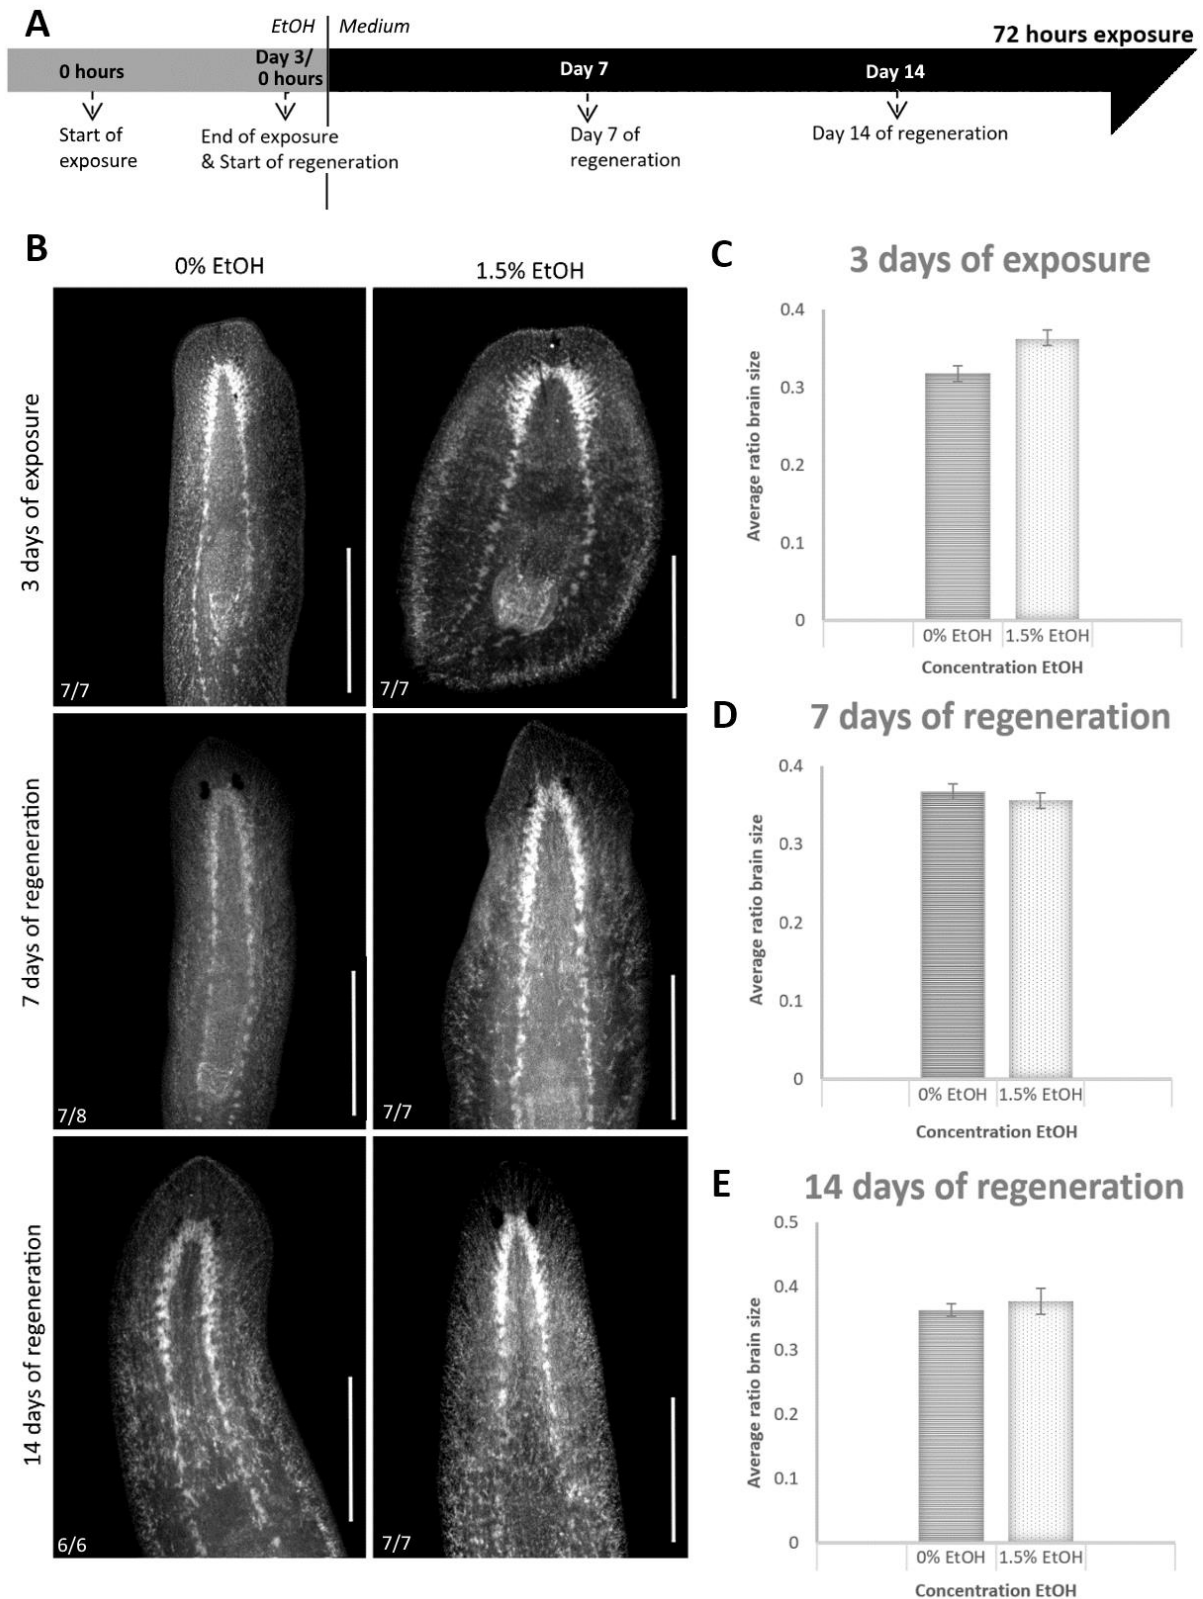 A
EtOH
Medium
72 hours exposure
0 hours
Day 3/
0 hours
Day 7
Day 14
Start of
exposure
End of exposure
& Start of regeneration
Day 7 of
regeneration
Day 14 of regeneration
B
0% EtOH
1.5% EtOH
3 days of exposure
7/7
7/7
7 days of regeneration
7/8
7/7
14 days of regeneration
6/6
7/7
C
3 days of exposure
Average ratio brain size
0.4
0.3
0.2
0.1
0
0% EtOH
1.5% EtOH
Concentration EtOH
D
7 days of regeneration
Average ratio brain size
0.4
0.3
0.2
0.1
0
0% EtOH
1.5% EtOH
Concentration EtOH
E
14 days of regeneration
Average ratio brain size
0.5
0.4
0.3
0.2
0.1
0
0% EtOH
1.5% EtOH
Concentration EtOH